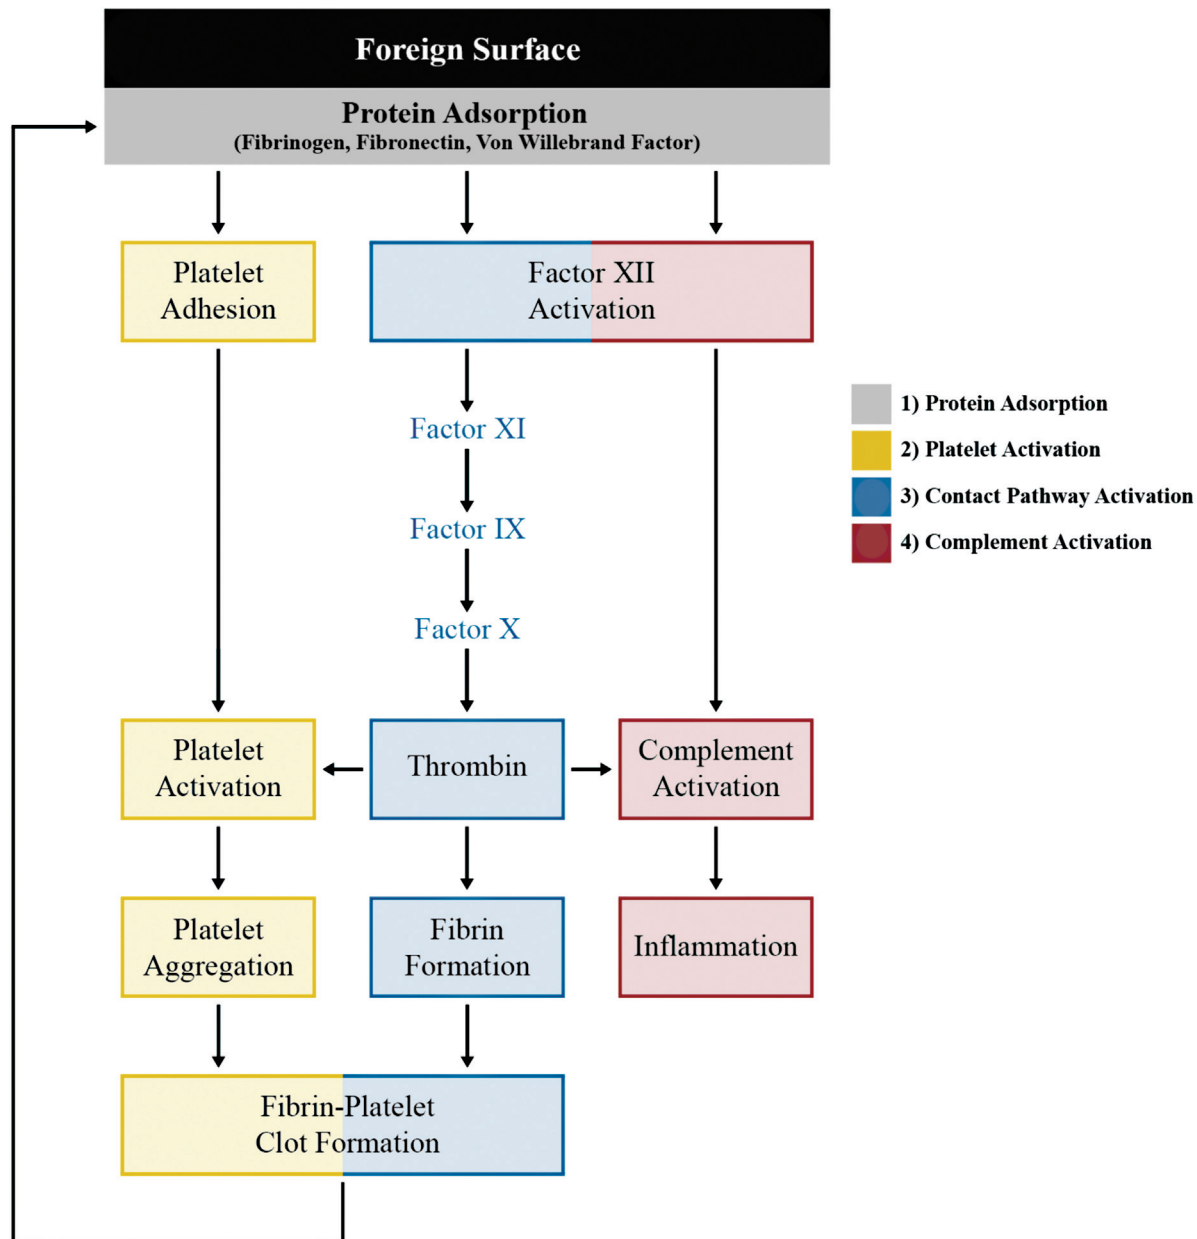 Foreign Surface
Protein Adsorption
(Fibrinogen, Fibronectin, Von Willebrand Factor)
Platelet
Adhesion
Factor XII
Activation
Factor XI
Factor IX
Factor X
1) Protein Adsorption
2) Platelet Activation
3) Contact Pathway Activation
4) Complement Activation
Platelet
Activation
Thrombin
Complement
Activation
Platelet
Aggregation
Fibrin
Formation
Inflammation
Fibrin-Platelet
Clot Formation